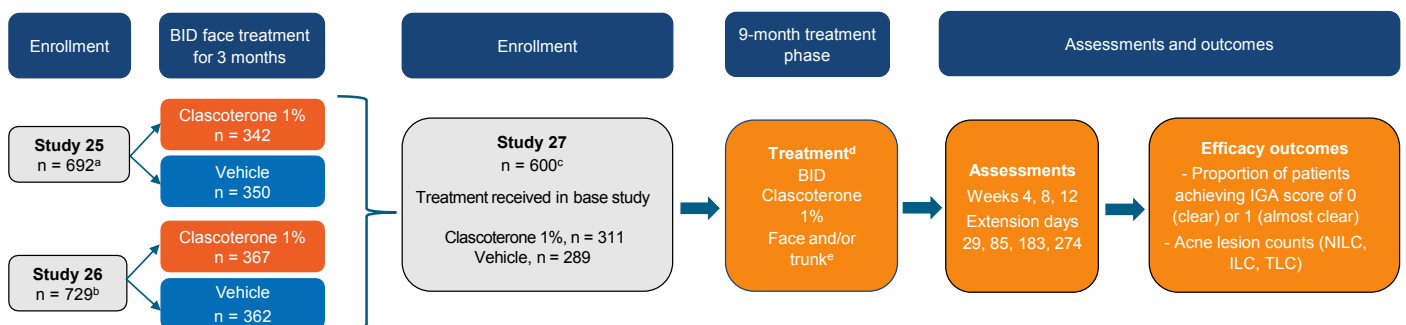 Enrollment
BID face treatment
for 3 months
Enrollment
9-month treatment
phase
Assessments and outcomes
Study 25
n = 692ᵃ
Clascoterone 1%
n = 342
Vehicle
n = 350
Study 26
n = 729ᵇ
Clascoterone 1%
n = 367
Vehicle
n = 362
Study 27
n = 600ᶜ
Treatment received in base study
Clascoterone 1%, n = 311
Vehicle, n = 289
Treatmentᵈ
BID
Clascoterone
1%
Face and/or
trunkᵉ
Assessments
Weeks 4, 8, 12
Extension days
29, 85, 183, 274
Efficacy outcomes
- Proportion of patients
achieving IGA score of 0
(clear) or 1 (almost clear)
- Acne lesion counts (NILC,
ILC, TLC)